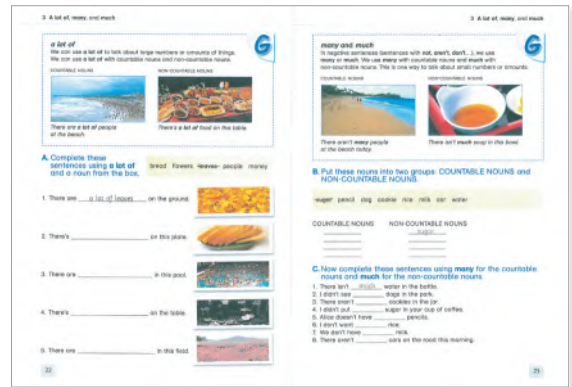 3 A lot of, many, and much
a lot of
We can use a lot of to talk about large numbers or amounts of things.
We can use a lot of with countable nouns and non-countable nouns.
G
COUNTABLE NOUNS
NON-COUNTABLE NOUNS
There are a lot of people
at the beach.
There's a lot of food on this table.
A. Complete these
sentences using a lot of
and a noun from the box.
bread flowers leaves people money
1. There are a lot of leaves on the ground.
2. There's ____________ on this plate.
3. There are ____________ in this pool.
4. There's ____________ on the table.
5. There are ____________ in this field.
22
3 A lot of, many, and much
many and much
In negative sentences (sentences with not, aren't, don't...), we use
many or much. We use many with countable nouns and much with
non-countable nouns. This is one way to talk about small numbers or amounts.
G
COUNTABLE NOUNS
NON-COUNTABLE NOUNS
There aren't many people
at the beach today.
There isn't much soup in this bowl.
B. Put these nouns into two groups: COUNTABLE NOUNS and
NON-COUNTABLE NOUNS.
sugar pencil dog cookie rice milk car water
COUNTABLE NOUNS
NON-COUNTABLE NOUNS
sugar
C. Now complete these sentences using many for the countable
nouns and much for the non-countable nouns.
1. There isn't much water in the bottle.
2. I didn't see ________ dogs in the park.
3. There aren't ________ cookies in the jar.
4. I didn't put ________ sugar in your cup of coffee.
5. Alice doesn't have ________ pencils.
6. I don't want ________ rice.
7. We don't have ________ milk.
8. There aren't ________ cars on the road this morning.
23